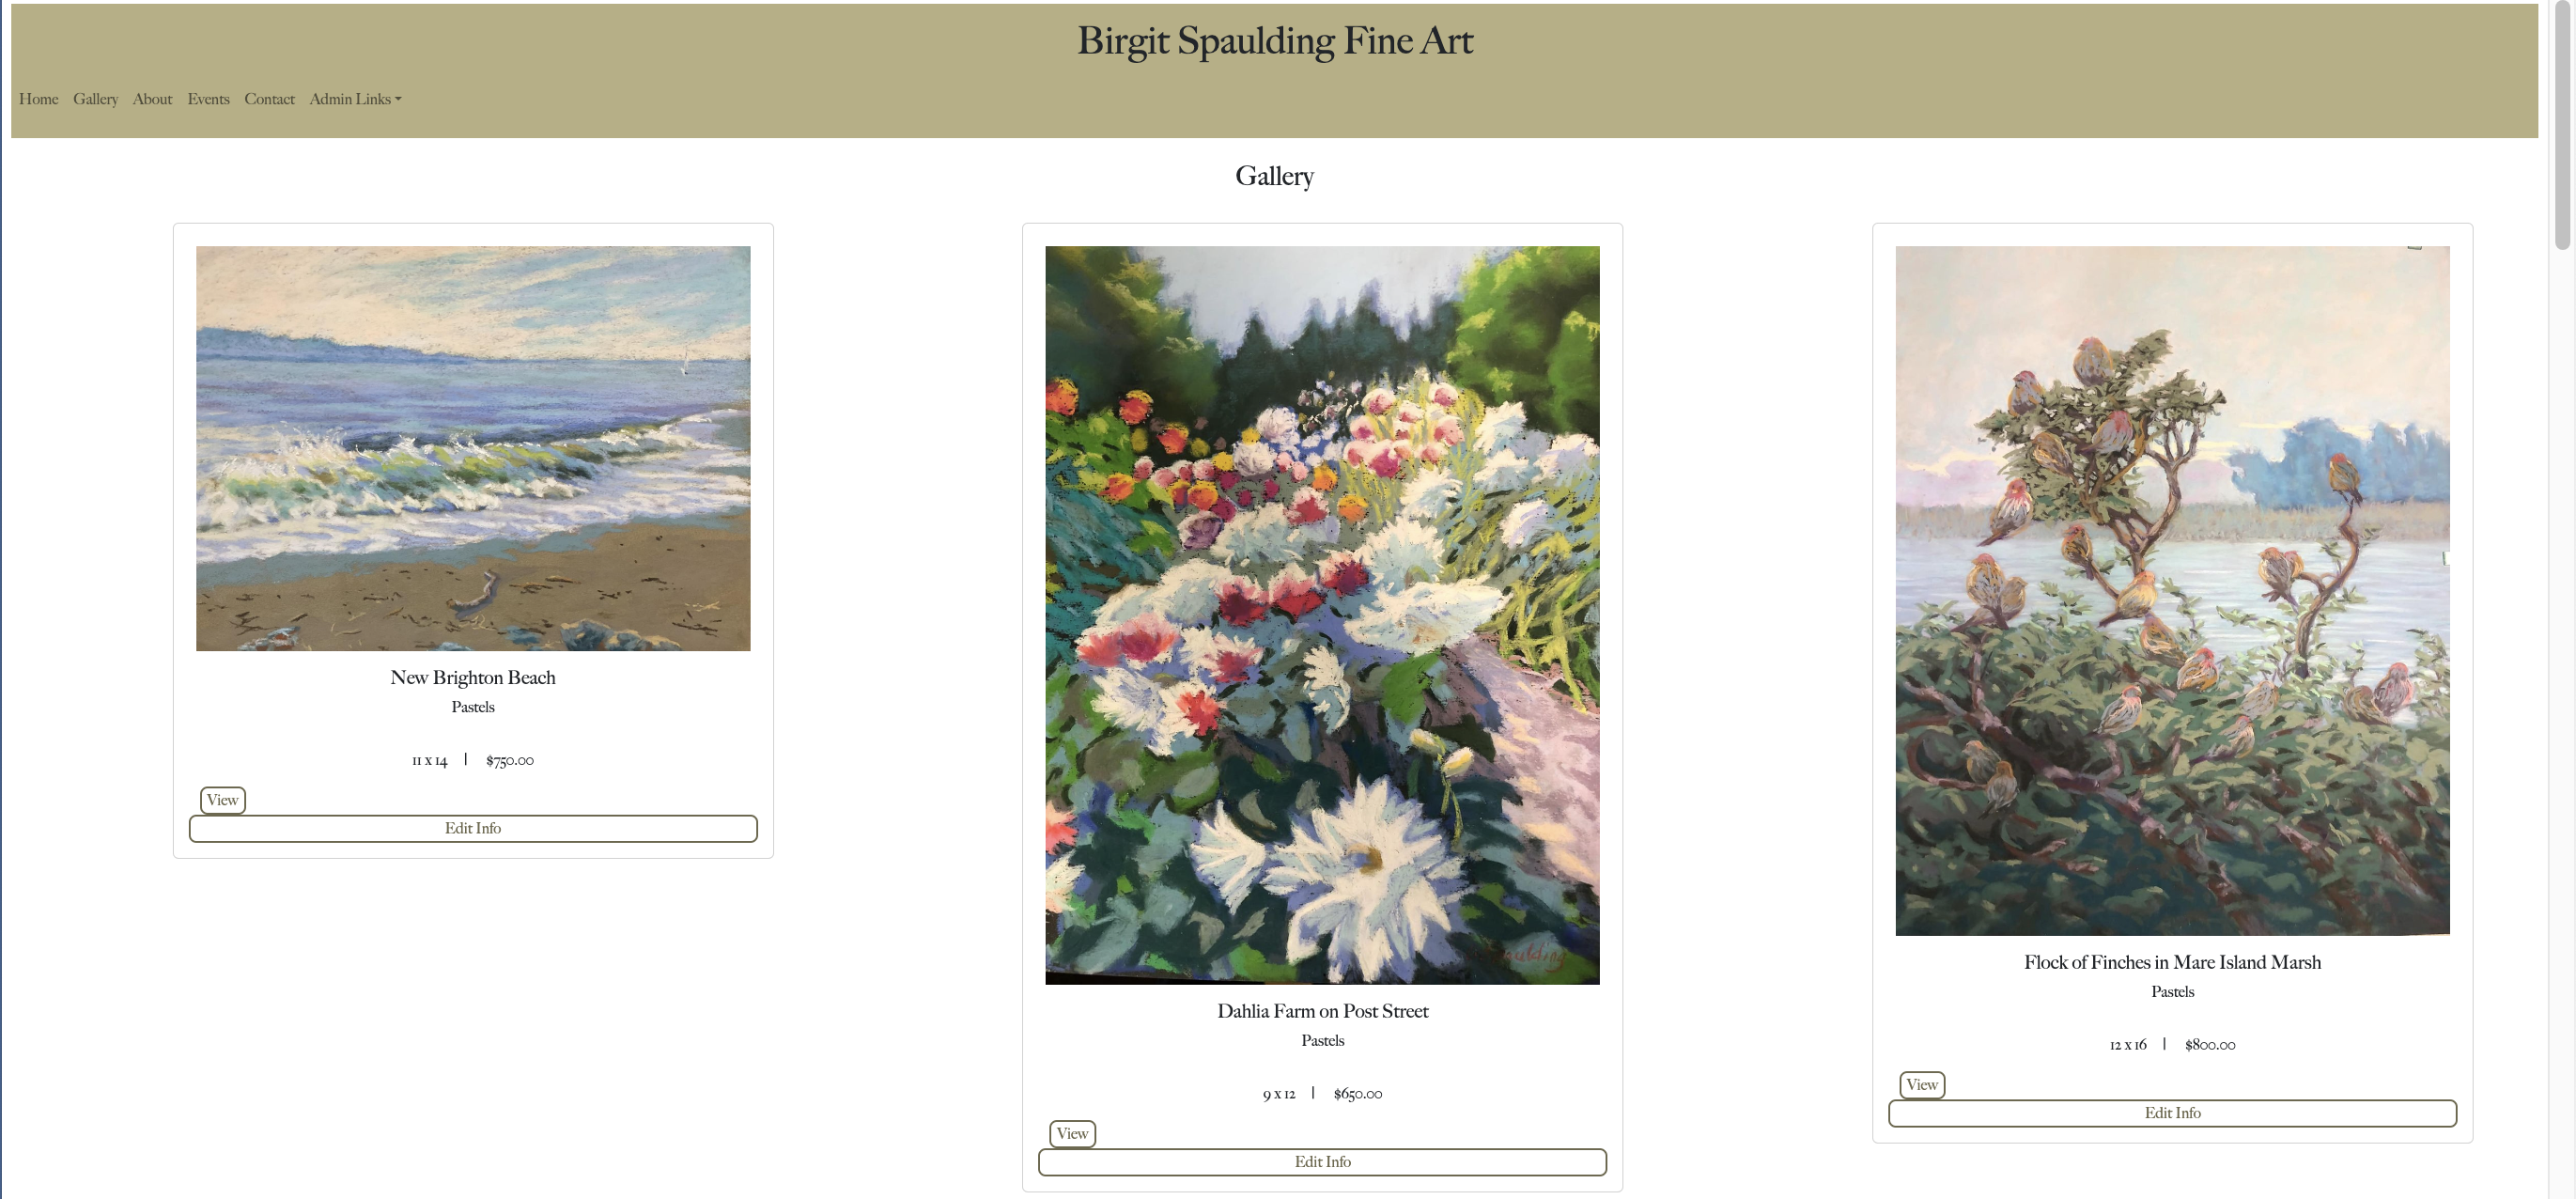 Birgit Spaulding Fine Art
Home Gallery About Events Contact Admin Links
Gallery
New Brighton Beach
Pastels
11 x 14 | $750.00
View
Edit Info
Spaulding
Dahlia Farm on Post Street
Pastels
9 x 12 | $650.00
View
Edit Info
Flock of Finches in Mare Island Marsh
Pastels
12 x 16 | $800.00
View
Edit Info